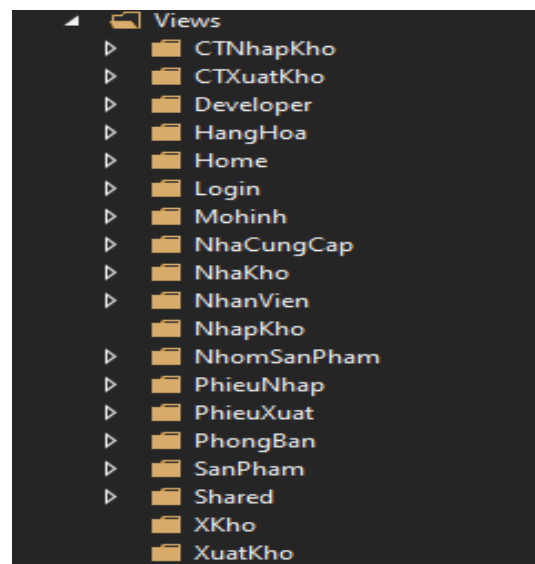 Views
CTNhapKho
CTXuatKho
Developer
HangHoa
Home
Login
Mohinh
NhaCungCap
NhaKho
NhanVien
NhapKho
NhomSanPham
PhieuNhap
PhieuXuat
PhongBan
SanPham
Shared
XKho
XuatKho